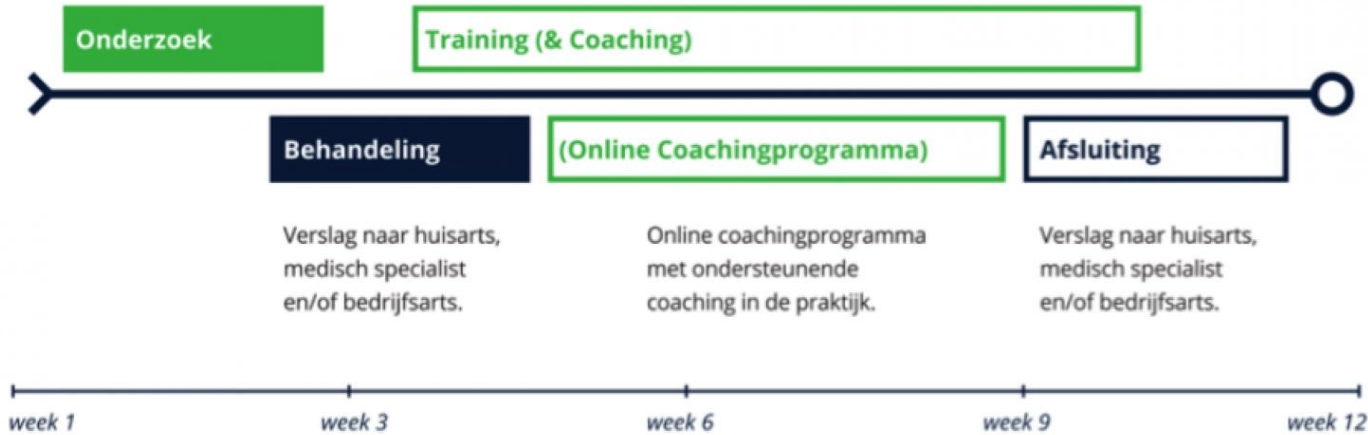 Onderzoek
Training (& Coaching)
Behandeling
(Online Coachingprogramma)
Afsluiting
Verslag naar huisarts,
medisch specialist
en/of bedrijfsarts.
Online coachingprogramma
met ondersteunende
coaching in de praktijk.
Verslag naar huisarts,
medisch specialist
en/of bedrijfsarts.
week 1
week 3
week 6
week 9
week 12